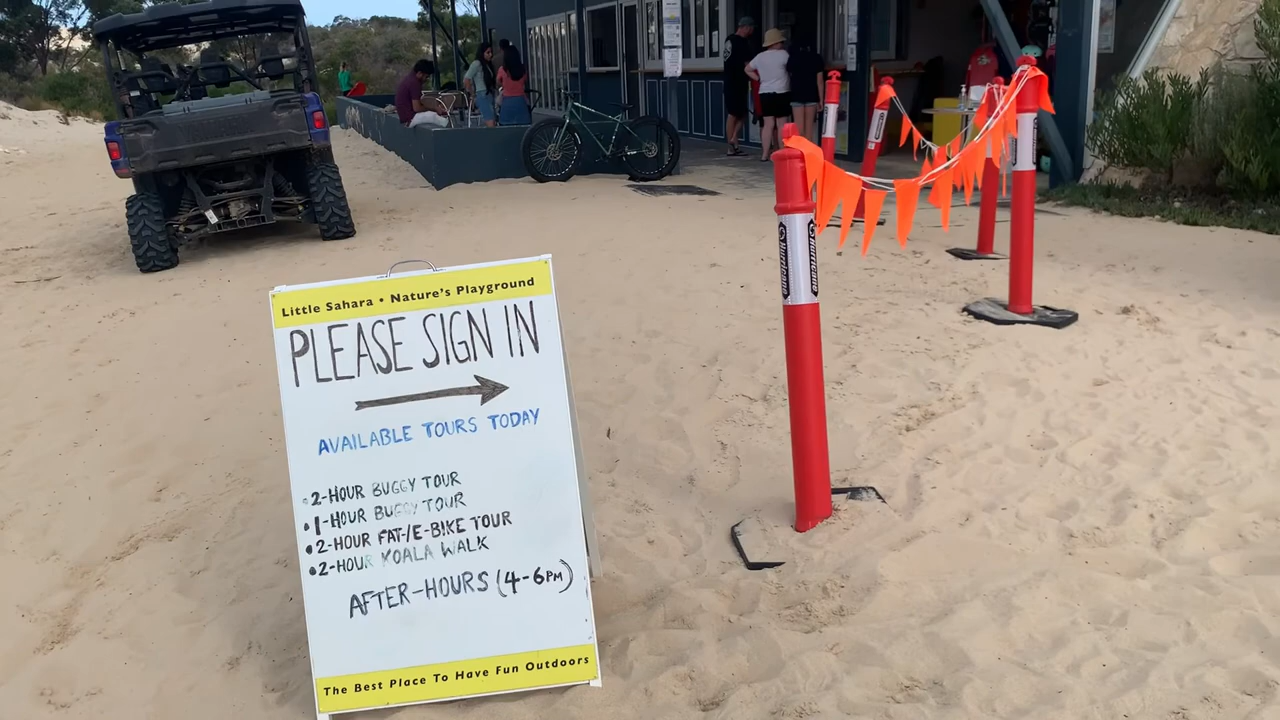 Little Sahara • Nature's Playground
PLEASE SIGN IN
AVAILABLE TOURS TODAY
• 2-HOUR BUGGY TOUR
• 1-HOUR BUGGY TOUR
• 2-HOUR FAT-/E-BIKE TOUR
• 2-HOUR KOALA WALK
AFTER-HOURS (4-6PM)
The Best Place To Have Fun Outdoors
Hurricane
Hurricane